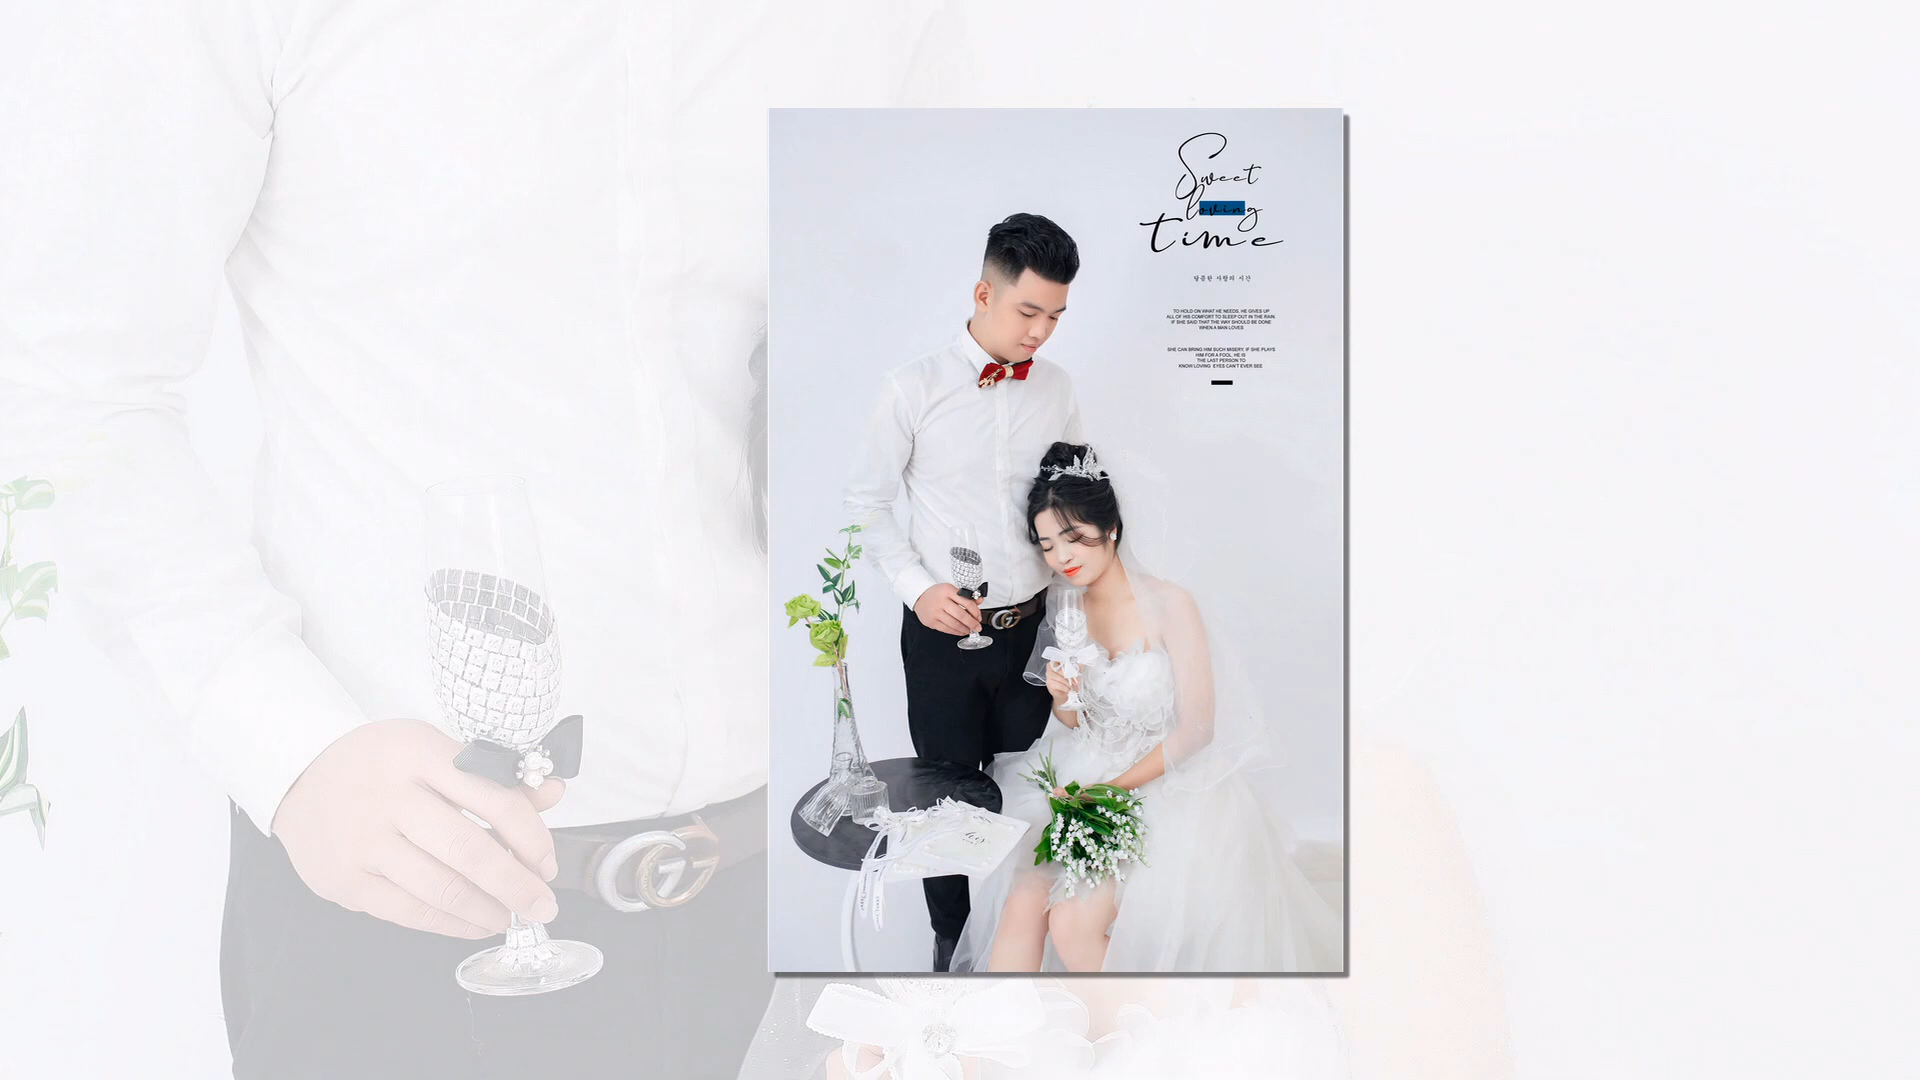 Sweet
loving
time
달콤한 사랑의 시간
TO HOLD ON WHAT HE NEEDS, HE GIVES UP
ALL OF HIS COMFORT TO SLEEP OUT IN THE RAIN.
IF SHE SAID THAT THE WAY SHOULD BE DONE
WHEN A MAN LOVES
SHE CAN BRING HIM SUCH MISERY, IF SHE PLAYS
HIM FOR A FOOL, HE IS
THE LAST PERSON TO
KNOW LOVING EYES CAN'T EVER SEE